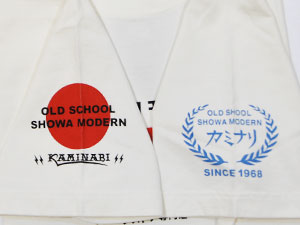 OLD SCHOOL
SHOWA MODERN
KAMINARI
OLD SHOOL
SHOWA MODERN
カミナリ
SINCE 1968